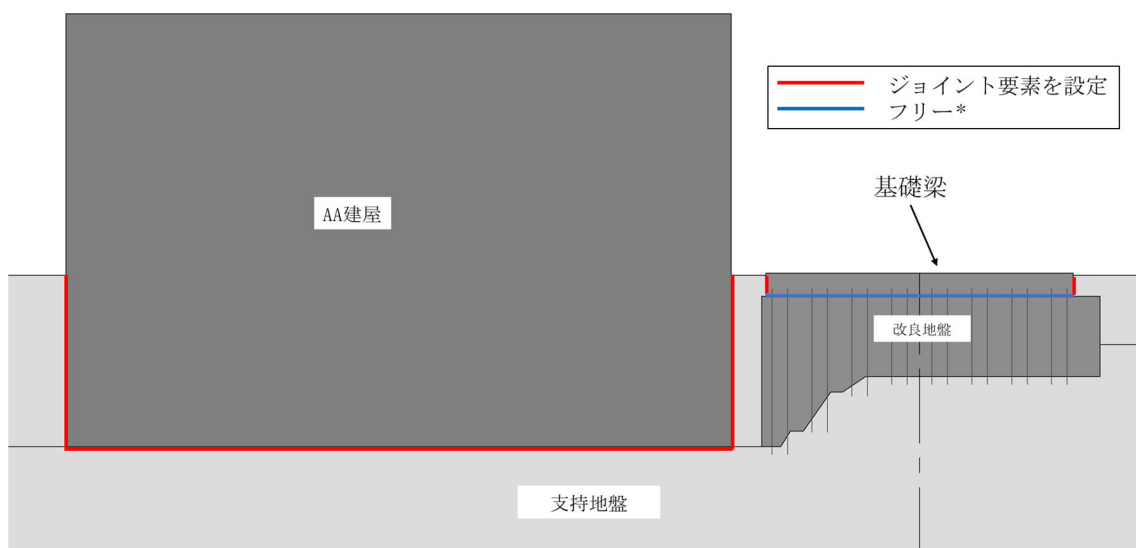 ジョイント要素を設定
フリー*
基礎梁
AA建屋
改良地盤
支持地盤